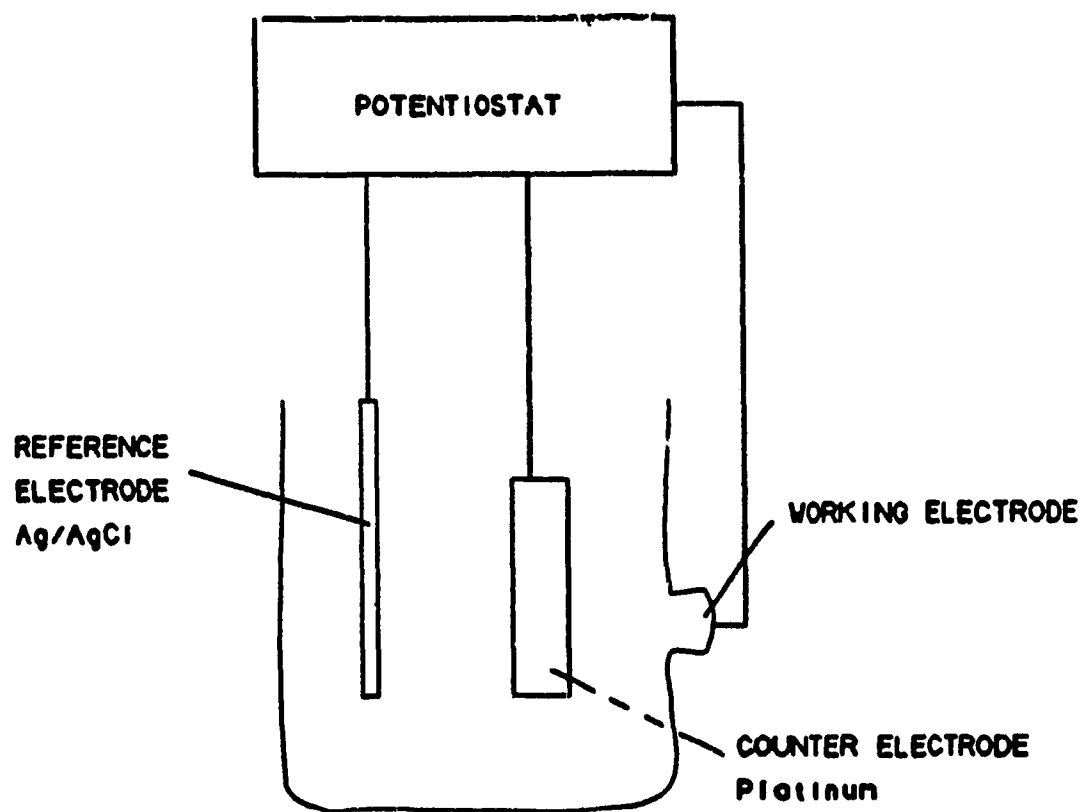 POTENTIOSTAT
REFERENCE
ELECTRODE
Ag/AgCl
WORKING ELECTRODE
COUNTER ELECTRODE
Platinum